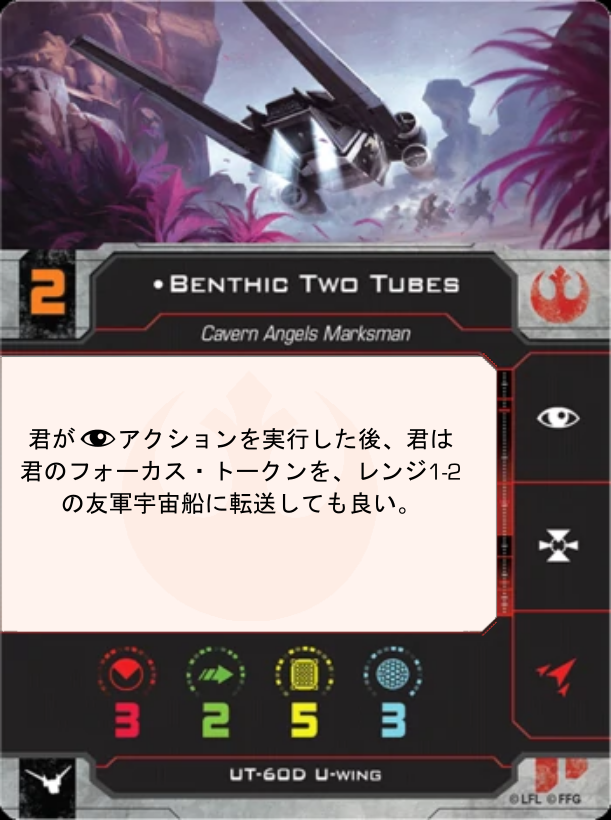 2
•Benthic Two Tubes
Cavern Angels Marksman
君がアクションを実行した後、君は
君のフォーカス・トークンを、レンジ1-2
の友軍宇宙船に転送しても良い。
3 2 5 3
UT-60D U-wing
©LFL ©FFG